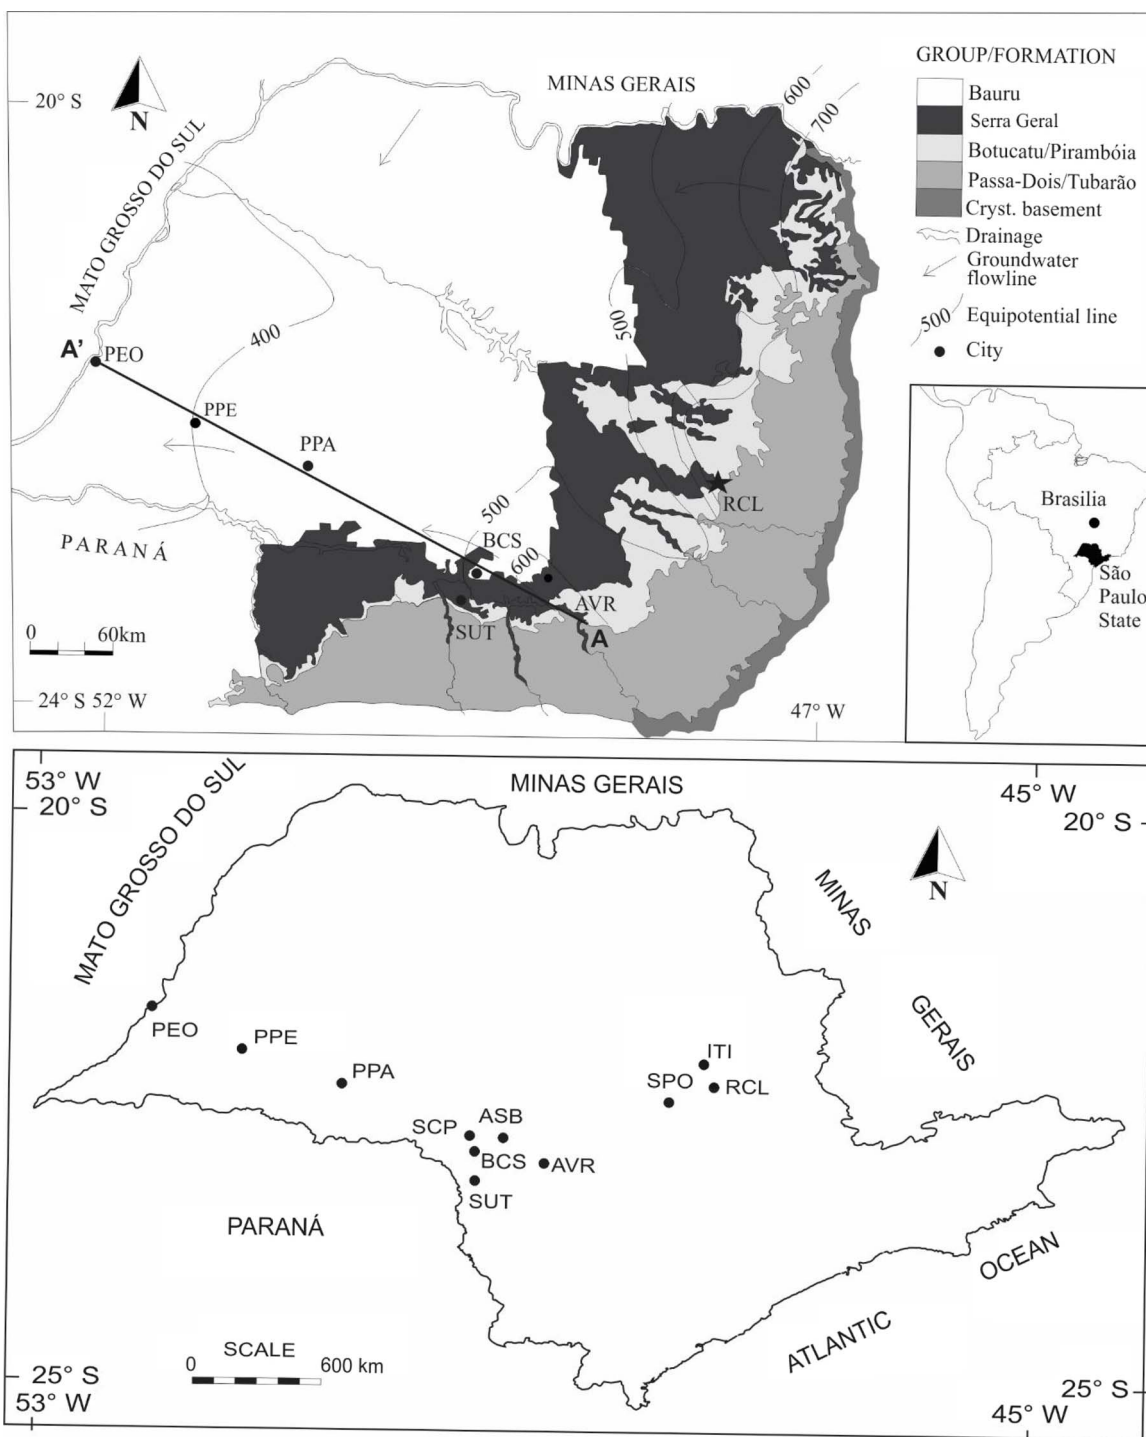 GROUP/FORMATION
Bauru
Serra Geral
Botucatu/Pirambóia
Passa-Dois/Tubarão
Cryst. basement
Drainage
Groundwater
flowline
500
Equipotential line
City
20° S
N
MINAS GERAIS
600
700
MATO GROSSO DO SUL
A'
PEO
400
500
PPE
PPA
RCL
500
PARANÁ
BCS
600
AVR
SUT
A
0
60km
24° S
52° W
47° W
Brasilia
São
Paulo
State
53° W
20° S
MINAS GERAIS
45° W
20° S
MATO GROSSO DO SUL
N
MINAS
GERAIS
PEO
PPE
PPA
ITI
SPO
RCL
SCP
ASB
BCS
AVR
SUT
PARANÁ
OCEAN
ATLANTIC
SCALE
0
600 km
25° S
53° W
25° S
45° W